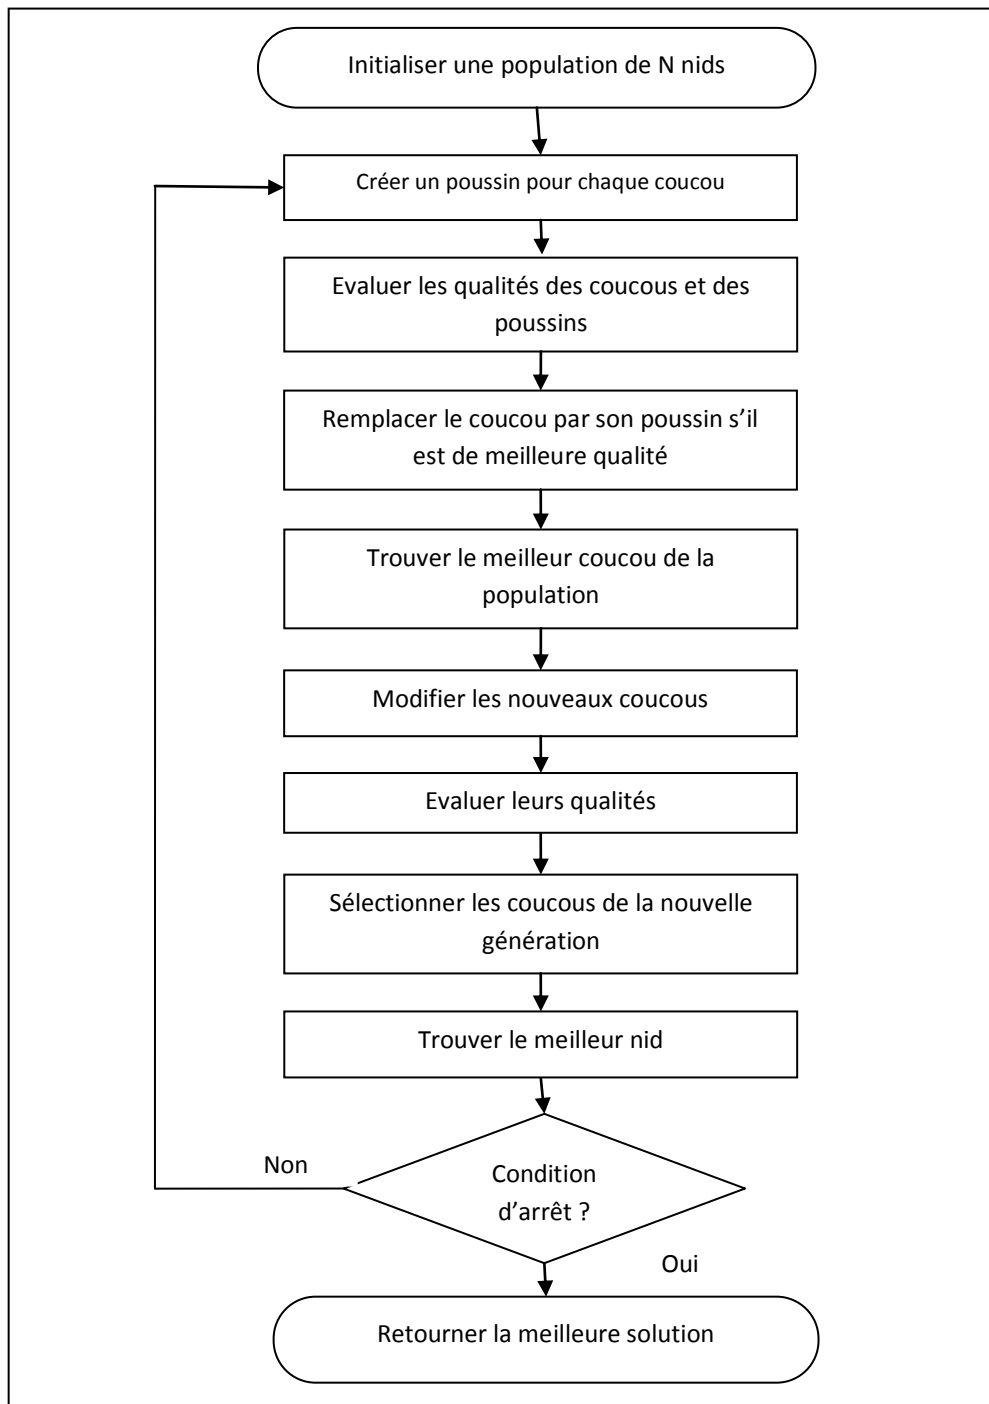 Initialiser une population de N nids
Créer un poussin pour chaque coucou
Evaluer les qualités des coucous et des
poussins
Remplacer le coucou par son poussin s’il
est de meilleure qualité
Trouver le meilleur coucou de la
population
Modifier les nouveaux coucous
Evaluer leurs qualités
Sélectionner les coucous de la nouvelle
génération
Trouver le meilleur nid
Non
Condition
d’arrêt ?
Oui
Retourner la meilleure solution